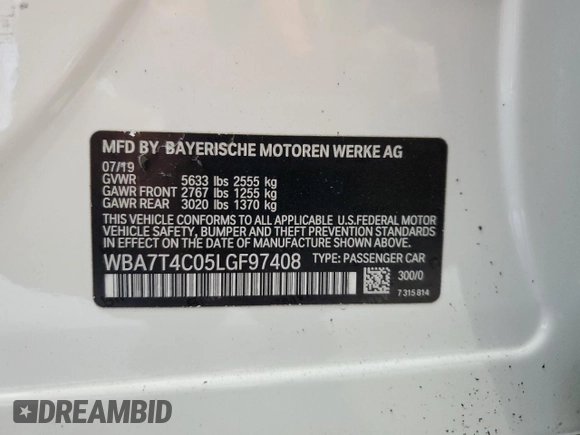 MFD BY BAYERISCHE MOTOREN WERKE AG
07/19
GVWR 5633 lbs 2555 kg
GAWR FRONT 2767 lbs 1255 kg
GAWR REAR 3020 lbs 1370 kg
THIS VEHICLE CONFORMS TO ALL APPLICABLE U.S.FEDERAL MOTOR
VEHICLE SAFETY, BUMPER AND THEFT PREVENTION STANDARDS
IN EFFECT ON THE DATE OF MANUFACTURE SHOWN ABOVE.
WBA7T4C05LGF97408 TYPE: PASSENGER CAR
300/0
7 315 814
DREAMBID